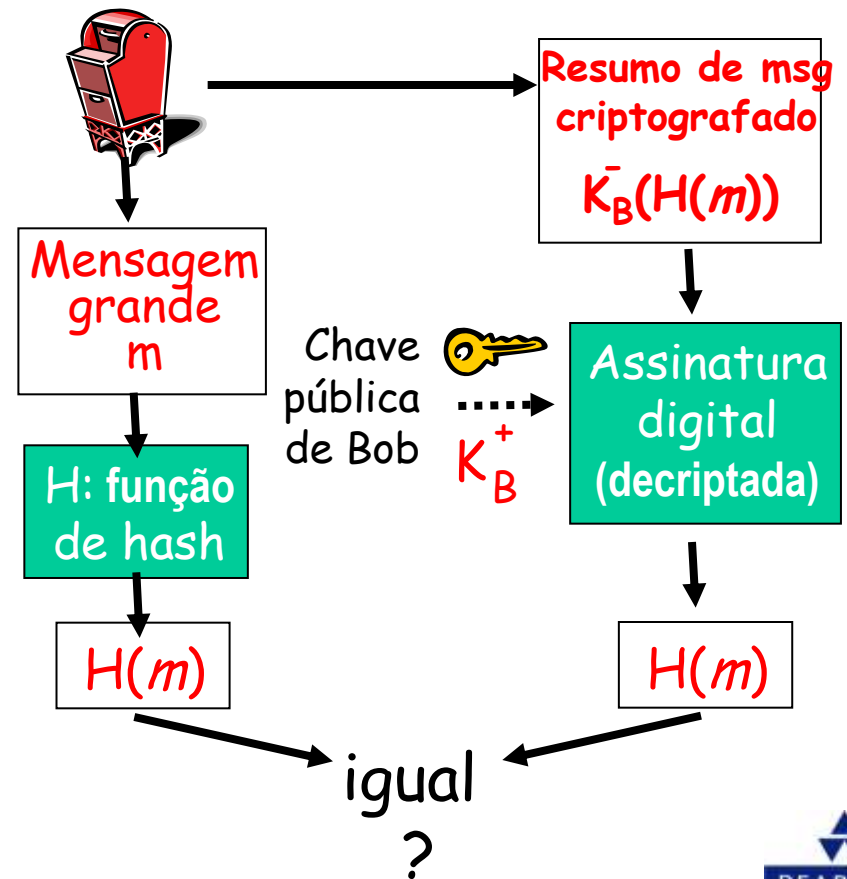 Resumo de msg
criptografado
K̄B(H(m))
Mensagem
grande
m
Chave
pública
de Bob
K+B
Assinatura
digital
(decriptada)
H: função
de hash
H(m)
H(m)
igual
?